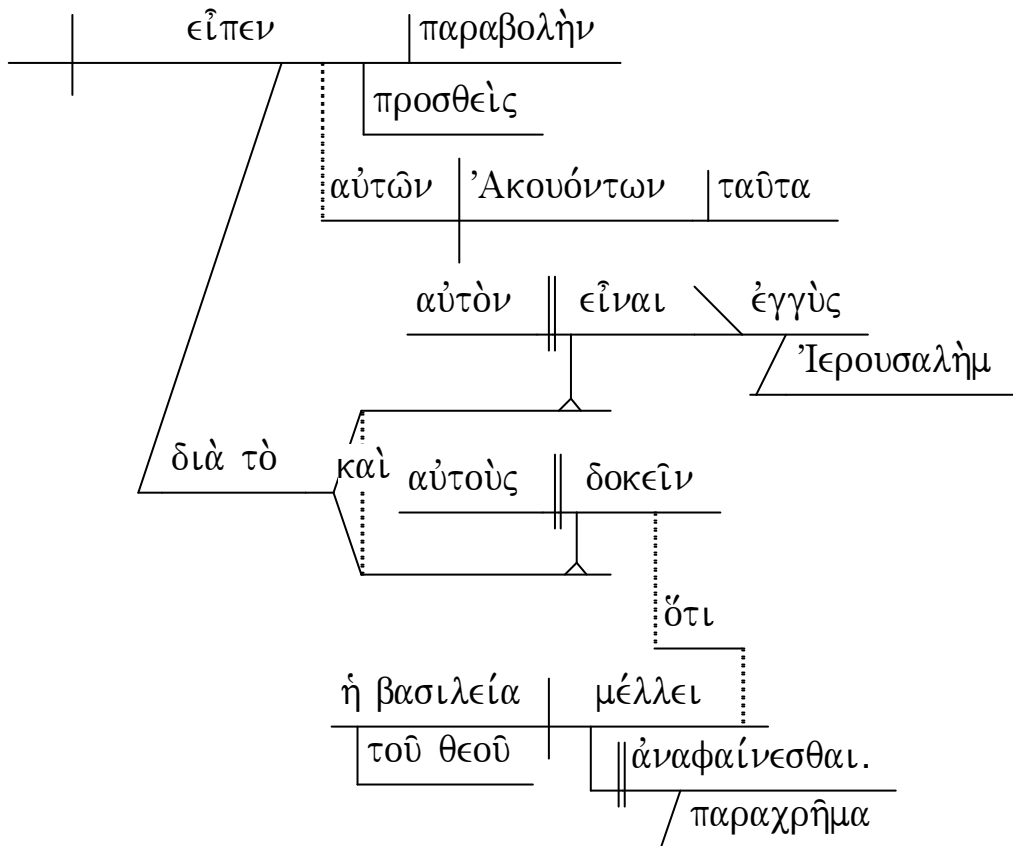 εἶπεν παραβολὴν
προσθεὶς
αὐτῶν Ἀκουόντων ταῦτα
αὐτὸν εἶναι ἐγγὺς
Ἰερουσαλὴμ
διὰ τὸ καὶ αὐτοὺς δοκεῖν
ὅτι
ἡ βασιλεία μέλλει
τοῦ θεοῦ ἀναφαίνεσθαι.
παραχρῆμα